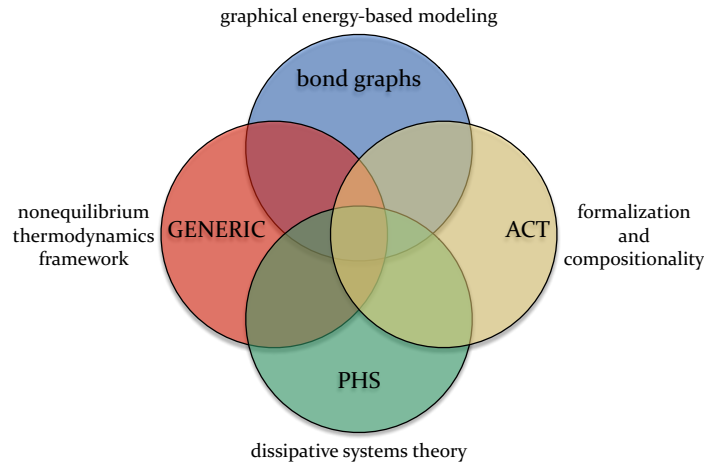 graphical energy-based modeling
bond graphs
nonequilibrium
thermodynamics
framework
GENERIC
ACT
formalization
and
compositionality
PHS
dissipative systems theory